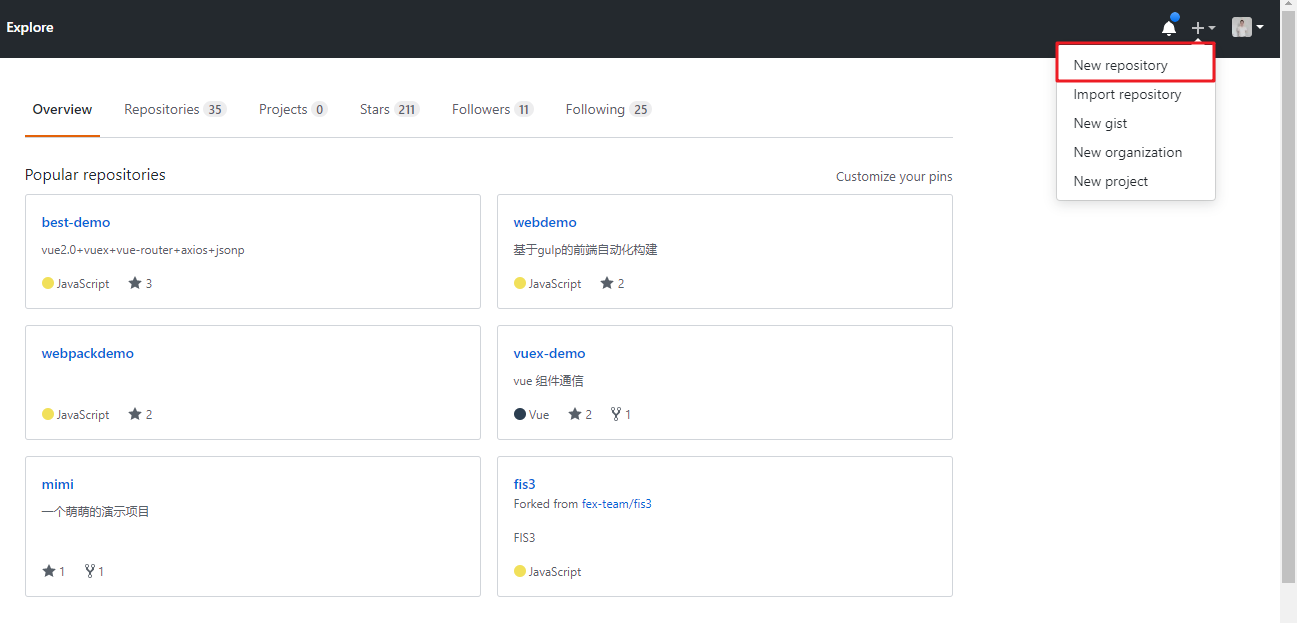 Explore
New repository
Import repository
New gist
New organization
New project
Overview Repositories 35 Projects 0 Stars 211 Followers 11 Following 25
Popular repositories Customize your pins
best-demo
vue2.0+vuex+vue-router+axios+jsonp
JavaScript 3
webdemo
基于gulp的前端自动化构建
JavaScript 2
webpackdemo
JavaScript 2
vuex-demo
vue 组件通信
Vue 2 1
mimi
一个萌萌的演示项目
1 1
fis3
Forked from fex-team/fis3
FIS3
JavaScript